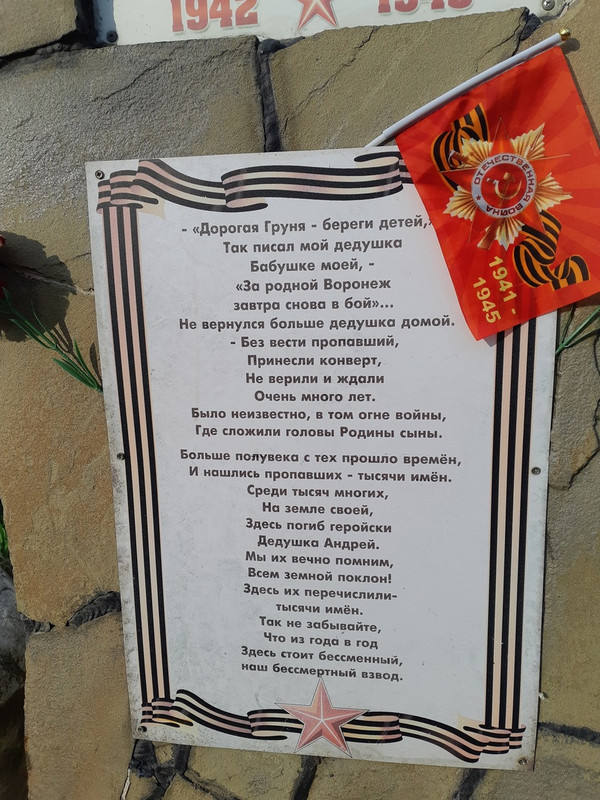 1942
- «Дорогая Груня - береги детей,»
Так писал мой дедушка
Бабушке моей, -
«За родной Воронеж
завтра снова в бой»...
Не вернулся больше дедушка домой.
- Без вести пропавший,
Принесли конверт,
Не верили и ждали
Очень много лет.
Было неизвестно, в том огне войны,
Где сложили головы Родины сыны.
Больше полувека с тех прошло времён,
И нашлись пропавших - тысячи имён.
Среди тысяч многих,
На земле своей,
Здесь погиб геройски
Дедушка Андрей.
Мы их вечно помним,
Всем земной поклон!
Здесь их перечислили-
тысячи имён.
Так не забывайте,
Что из года в год
Здесь стоит бессменный,
наш бессмертный взвод.
ОТЕЧЕСТВЕННАЯ ВОЙНА
1941 -
1945